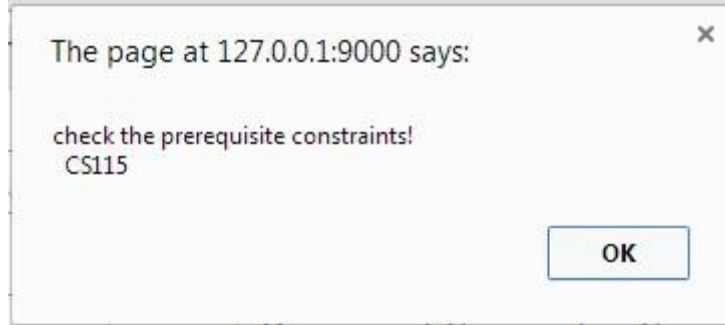 The page at 127.0.0.1:9000 says:
check the prerequisite constraints!
CS115
OK